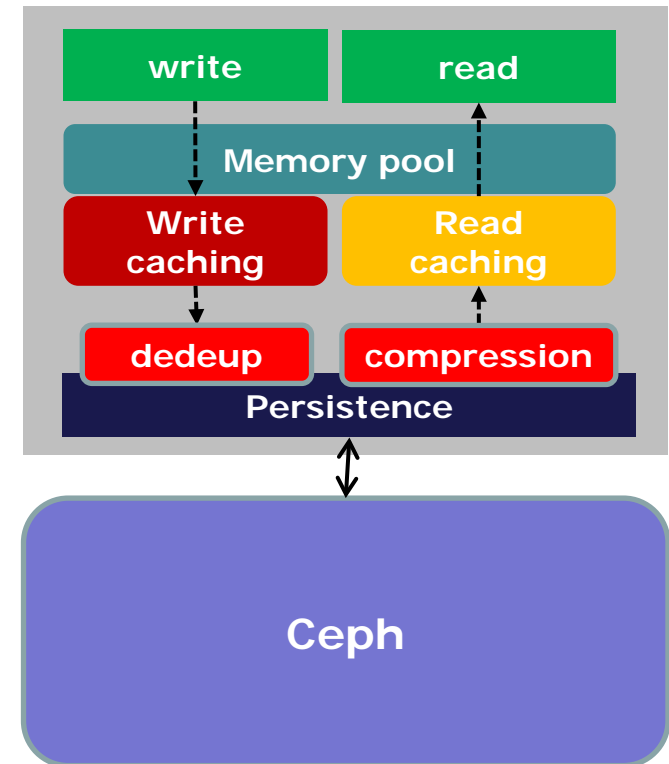 write
read
Memory pool
Write
caching
Read
caching
dedeup
compression
Persistence
Ceph